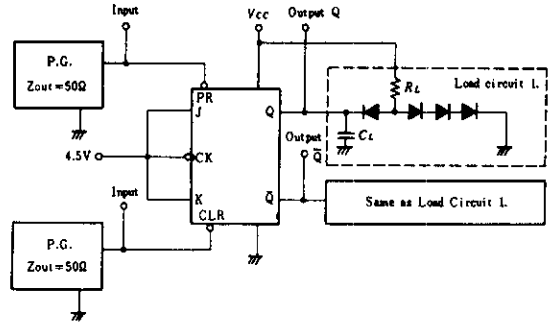 Input
Vcc
Output Q
P.G.
Zout=50Ω
PR
J
Q
RL
Load circuit 1.
CL
4.5V
CK
Output
Q̄
Input
K
Q̄
CLR
Same as Load Circuit 1.
P.G.
Zout=50Ω